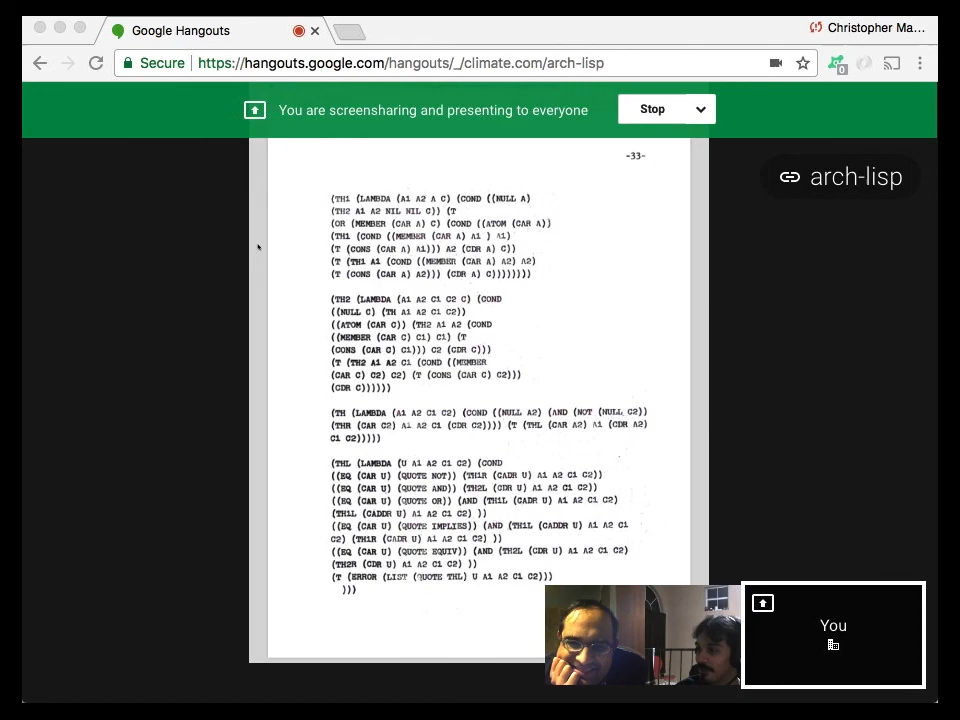 Google Hangouts
Christopher Ma...
Secure
https://hangouts.google.com/hangouts/_/climate.com/arch-lisp
0
You are screensharing and presenting to everyone
Stop
arch-lisp
-33-
(TH1 (LAMBDA (A1 A2 A C) (COND ((NULL A)
(TH2 A1 A2 NIL NIL C)) (T
(OR (MEMBER (CAR A) C) (COND ((ATOM (CAR A))
(TH1 (COND ((MEMBER (CAR A) A1 ) A1)
(T (CONS (CAR A) A1))) A2 (CDR A) C))
(T (TH1 A1 (COND ((MEMBER (CAR A) A2) A2)
(T (CONS (CAR A) A2))) (CDR A) C))))))))
(TH2 (LAMBDA (A1 A2 C1 C2 C) (COND
((NULL C) (TH A1 A2 C1 C2))
((ATOM (CAR C)) (TH2 A1 A2 (COND
((MEMBER (CAR C) C1) C1) (T
(CONS (CAR C) C1))) C2 (CDR C)))
(T (TH2 A1 A2 C1 (COND ((MEMBER
(CAR C) C2) C2) (T (CONS (CAR C) C2)))
(CDR C))))))
(TH (LAMBDA (A1 A2 C1 C2) (COND ((NULL A2) (AND (NOT (NULL C2))
(THR (CAR C2) A1 A2 C1 (CDR C2)))) (T (THL (CAR A2) A1 (CDR A2)
C1 C2)))))
(THL (LAMBDA (U A1 A2 C1 C2) (COND
((EQ (CAR U) (QUOTE NOT)) (TH1R (CADR U) A1 A2 C1 C2))
((EQ (CAR U) (QUOTE AND)) (TH2L (CDR U) A1 A2 C1 C2))
((EQ (CAR U) (QUOTE OR)) (AND (TH1L (CADR U) A1 A2 C1 C2)
(TH1L (CADDR U) A1 A2 C1 C2) ))
((EQ (CAR U) (QUOTE IMPLIES)) (AND (TH1L (CADDR U) A1 A2 C1
C2) (TH1R (CADR U) A1 A2 C1 C2) ))
((EQ (CAR U) (QUOTE EQUIV)) (AND (TH2L (CDR U) A1 A2 C1 C2)
(TH2R (CDR U) A1 A2 C1 C2) ))
(T (ERROR (LIST (QUOTE THL) U A1 A2 C1 C2)))
)))
You